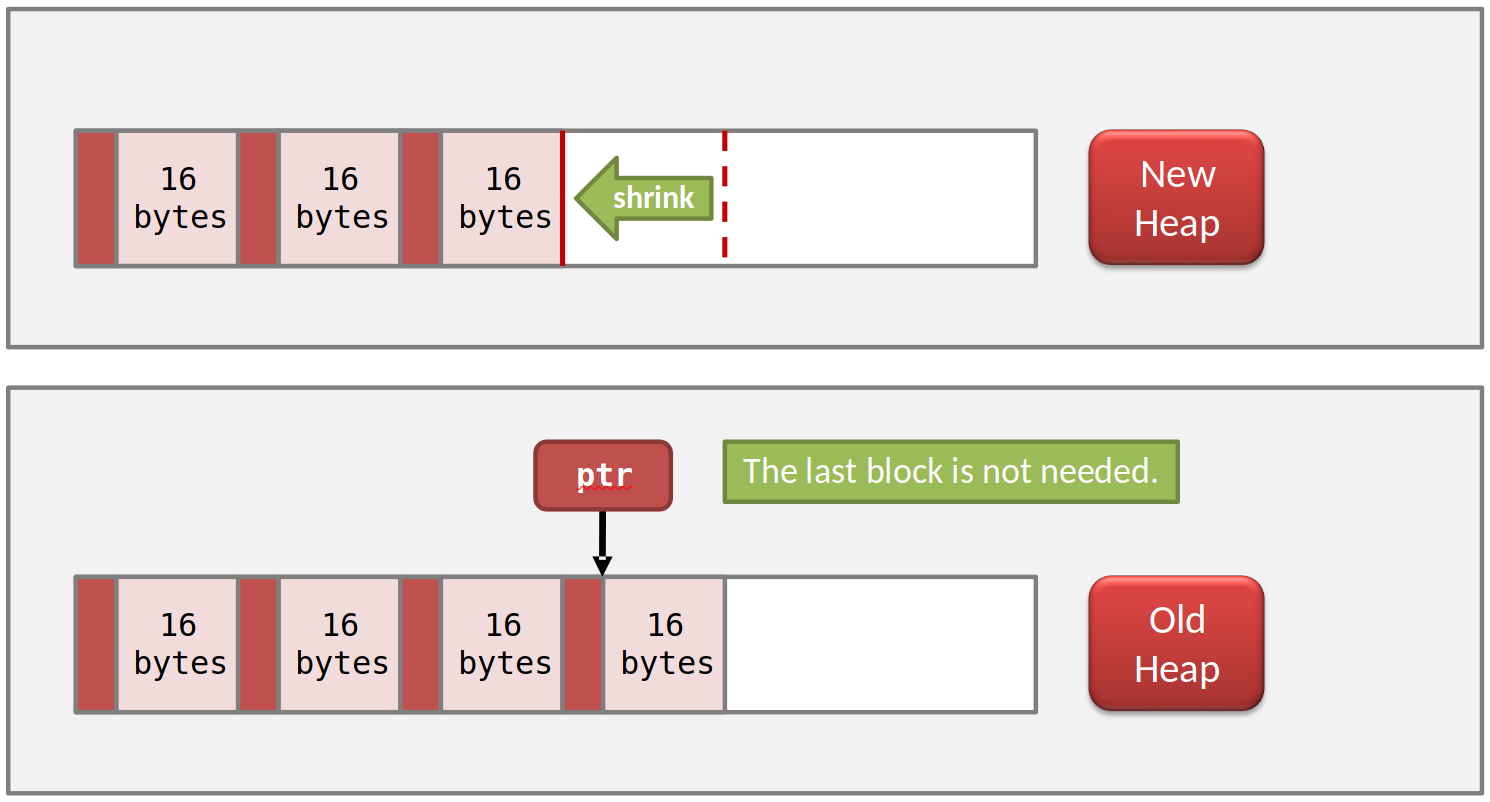 16
bytes
16
bytes
16
bytes
shrink
New
Heap
ptr
The last block is not needed.
16
bytes
16
bytes
16
bytes
16
bytes
Old
Heap